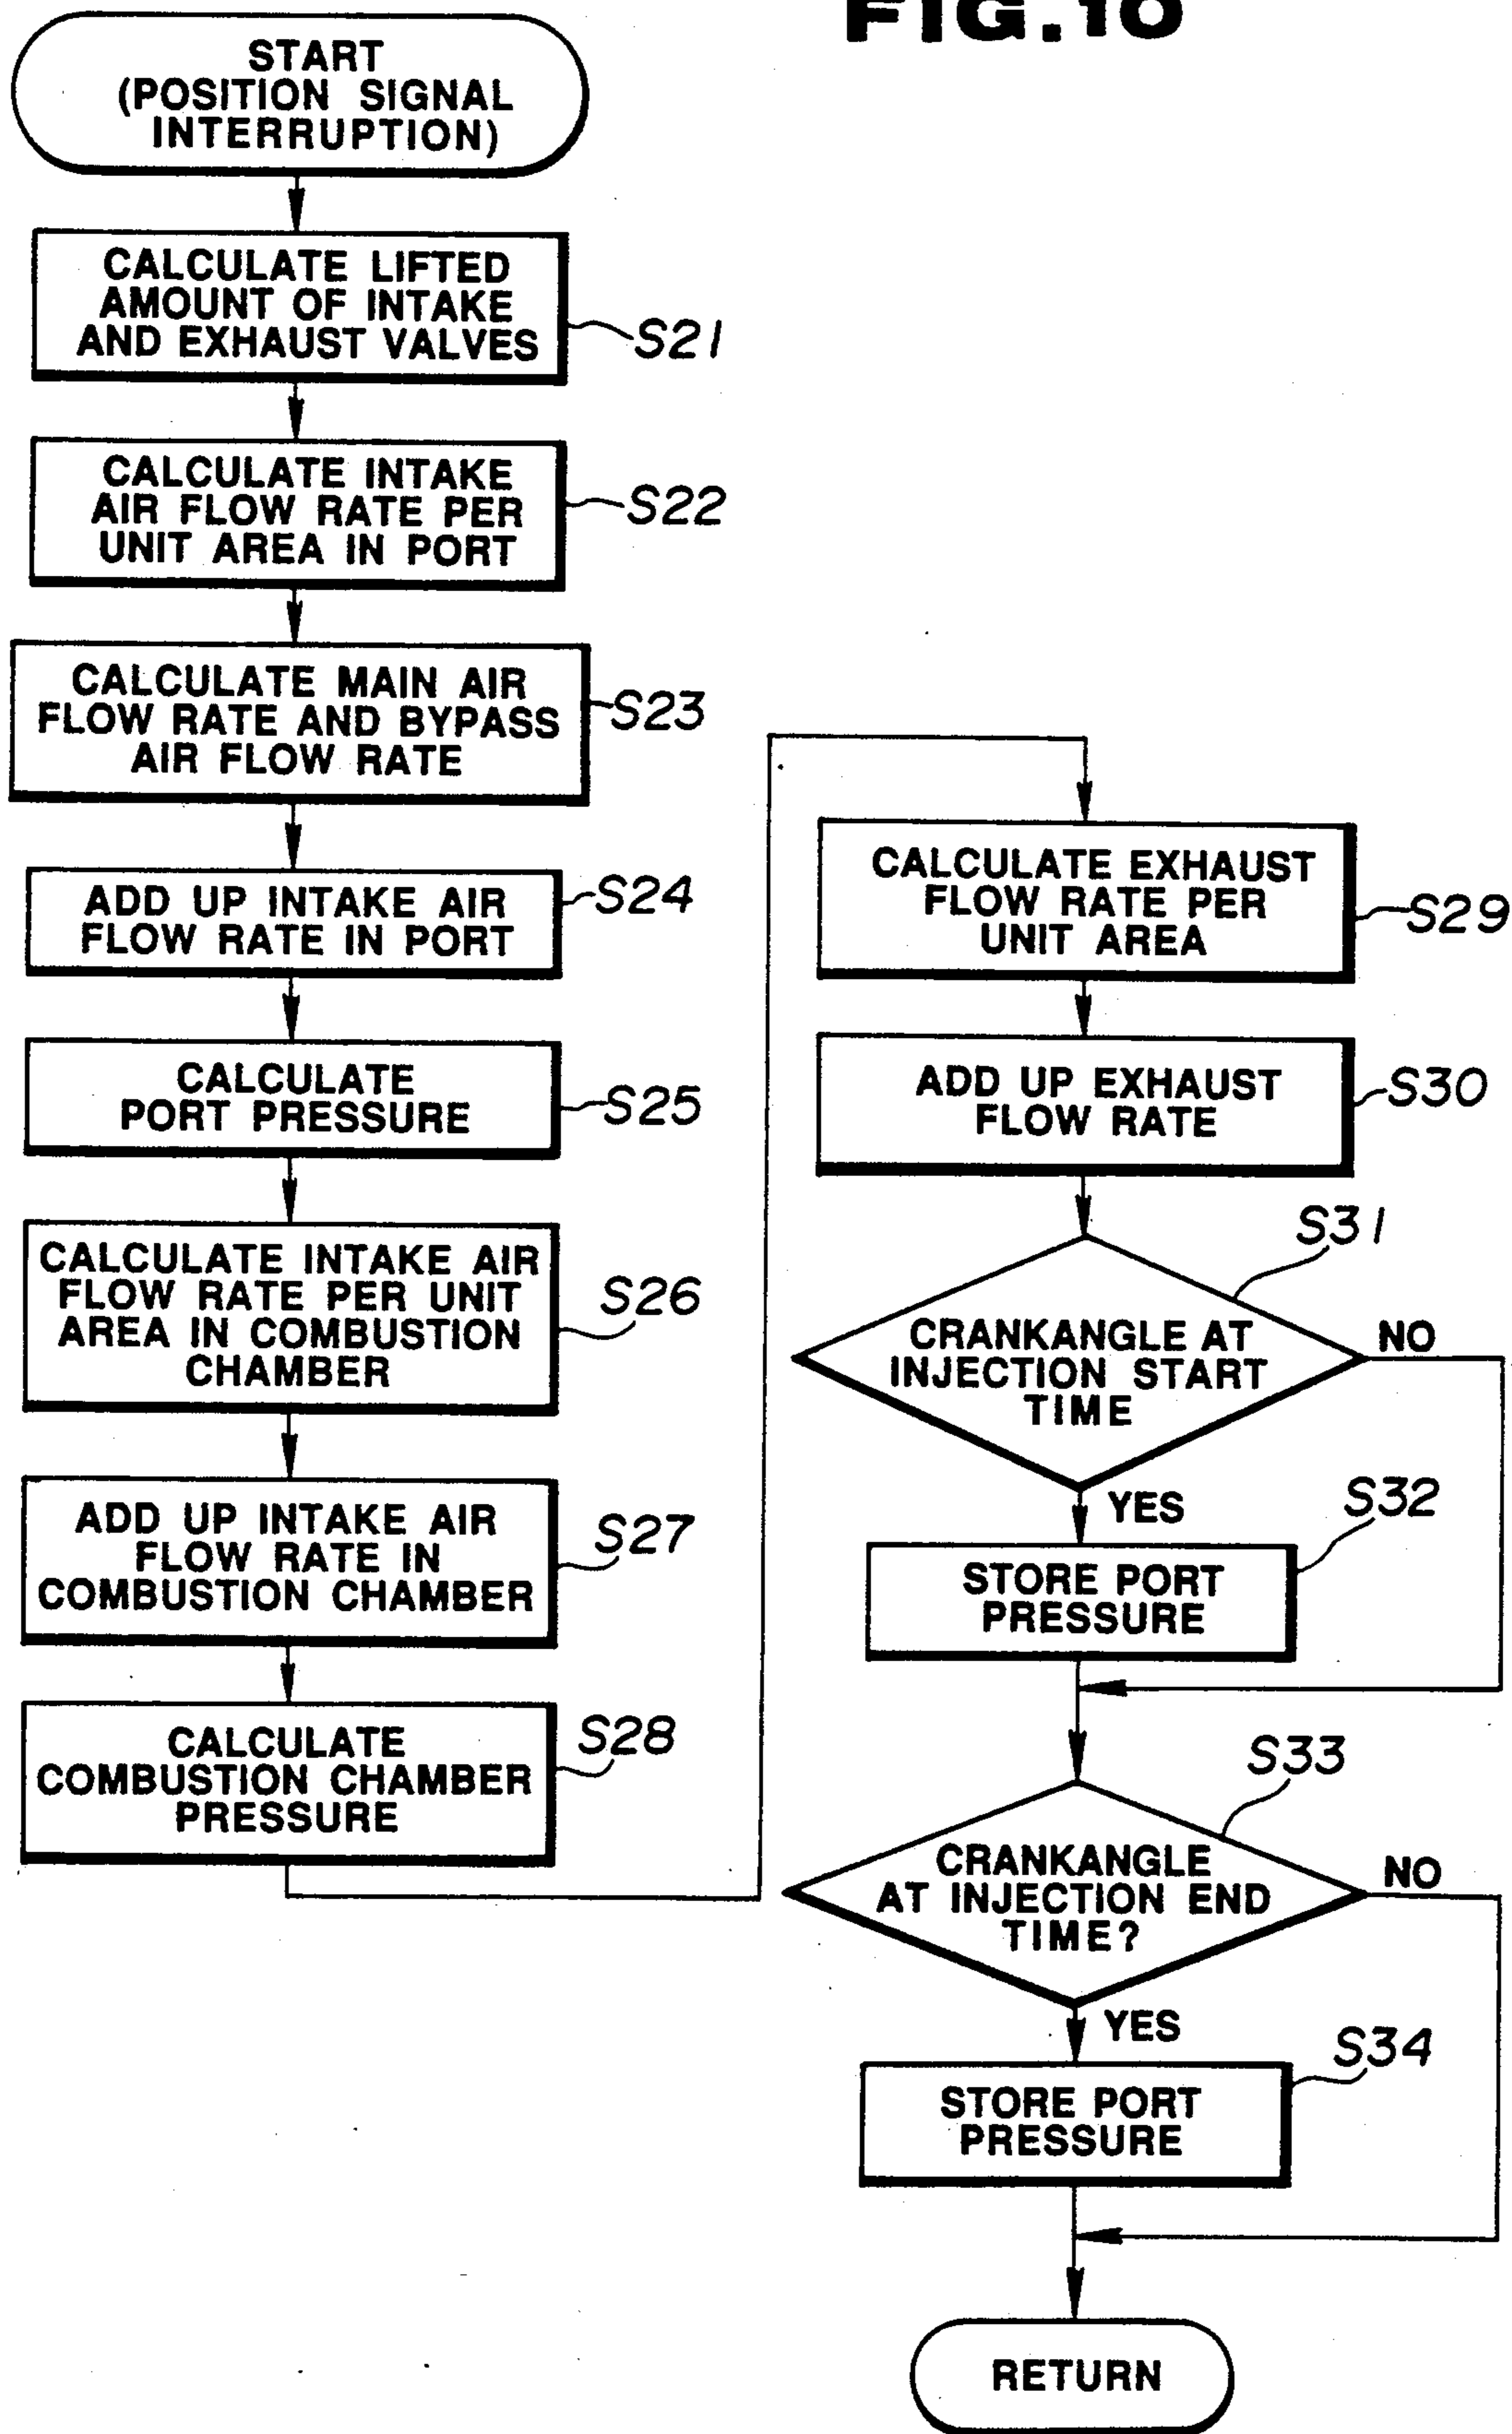 FIG.10
START
(POSITION SIGNAL
INTERRUPTION)
CALCULATE LIFTED
AMOUNT OF INTAKE
AND EXHAUST VALVES
S21
CALCULATE INTAKE
AIR FLOW RATE PER
UNIT AREA IN PORT
S22
CALCULATE MAIN AIR
FLOW RATE AND BYPASS
AIR FLOW RATE
S23
ADD UP INTAKE AIR
FLOW RATE IN PORT
S24
CALCULATE
PORT PRESSURE
S25
CALCULATE INTAKE AIR
FLOW RATE PER UNIT
AREA IN COMBUSTION
CHAMBER
S26
ADD UP INTAKE AIR
FLOW RATE IN
COMBUSTION CHAMBER
S27
CALCULATE
COMBUSTION CHAMBER
PRESSURE
S28
CALCULATE EXHAUST
FLOW RATE PER
UNIT AREA
S29
ADD UP EXHAUST
FLOW RATE
S30
S31
CRANKANGLE AT
INJECTION START
TIME
NO
YES
S32
STORE PORT
PRESSURE
S33
CRANKANGLE
AT INJECTION END
TIME?
NO
YES
S34
STORE PORT
PRESSURE
RETURN